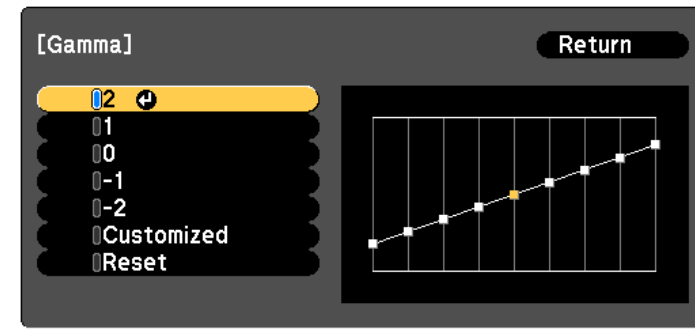 [Gamma]
Return
2
1
0
-1
-2
Customized
Reset